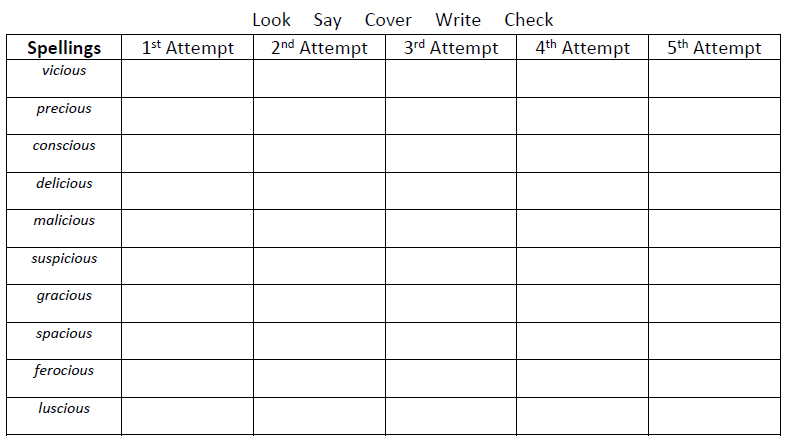 Look Say Cover Write Check
Spellings 1st Attempt 2nd Attempt 3rd Attempt 4th Attempt 5th Attempt
vicious
precious
conscious
delicious
malicious
suspicious
gracious
spacious
ferocious
luscious